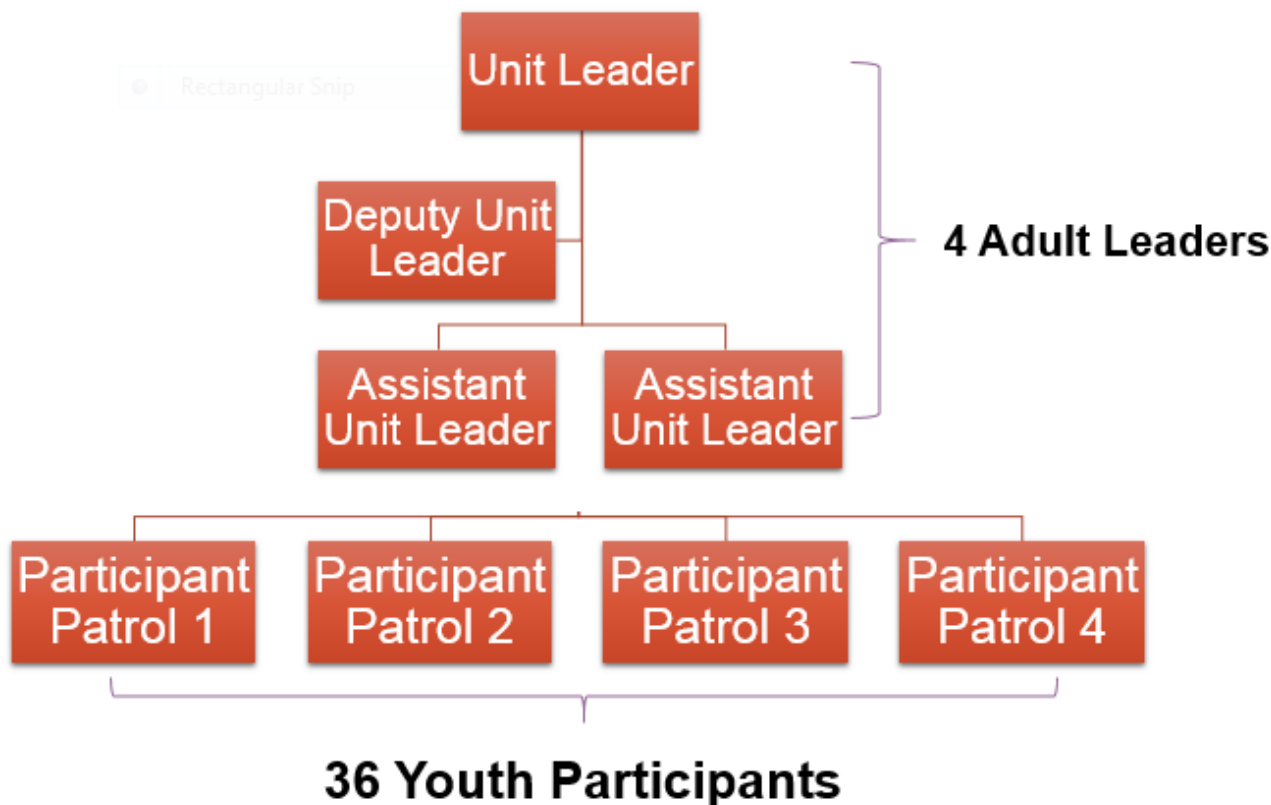 Unit Leader
Rectangular Snip
Deputy Unit
Leader
4 Adult Leaders
Assistant
Unit Leader
Assistant
Unit Leader
Participant
Patrol 1
Participant
Patrol 2
Participant
Patrol 3
Participant
Patrol 4
36 Youth Participants